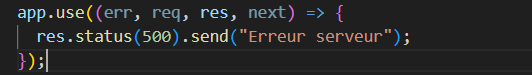 app.use((err, req, res, next) => {
  res.status(500).send("Erreur serveur");
});